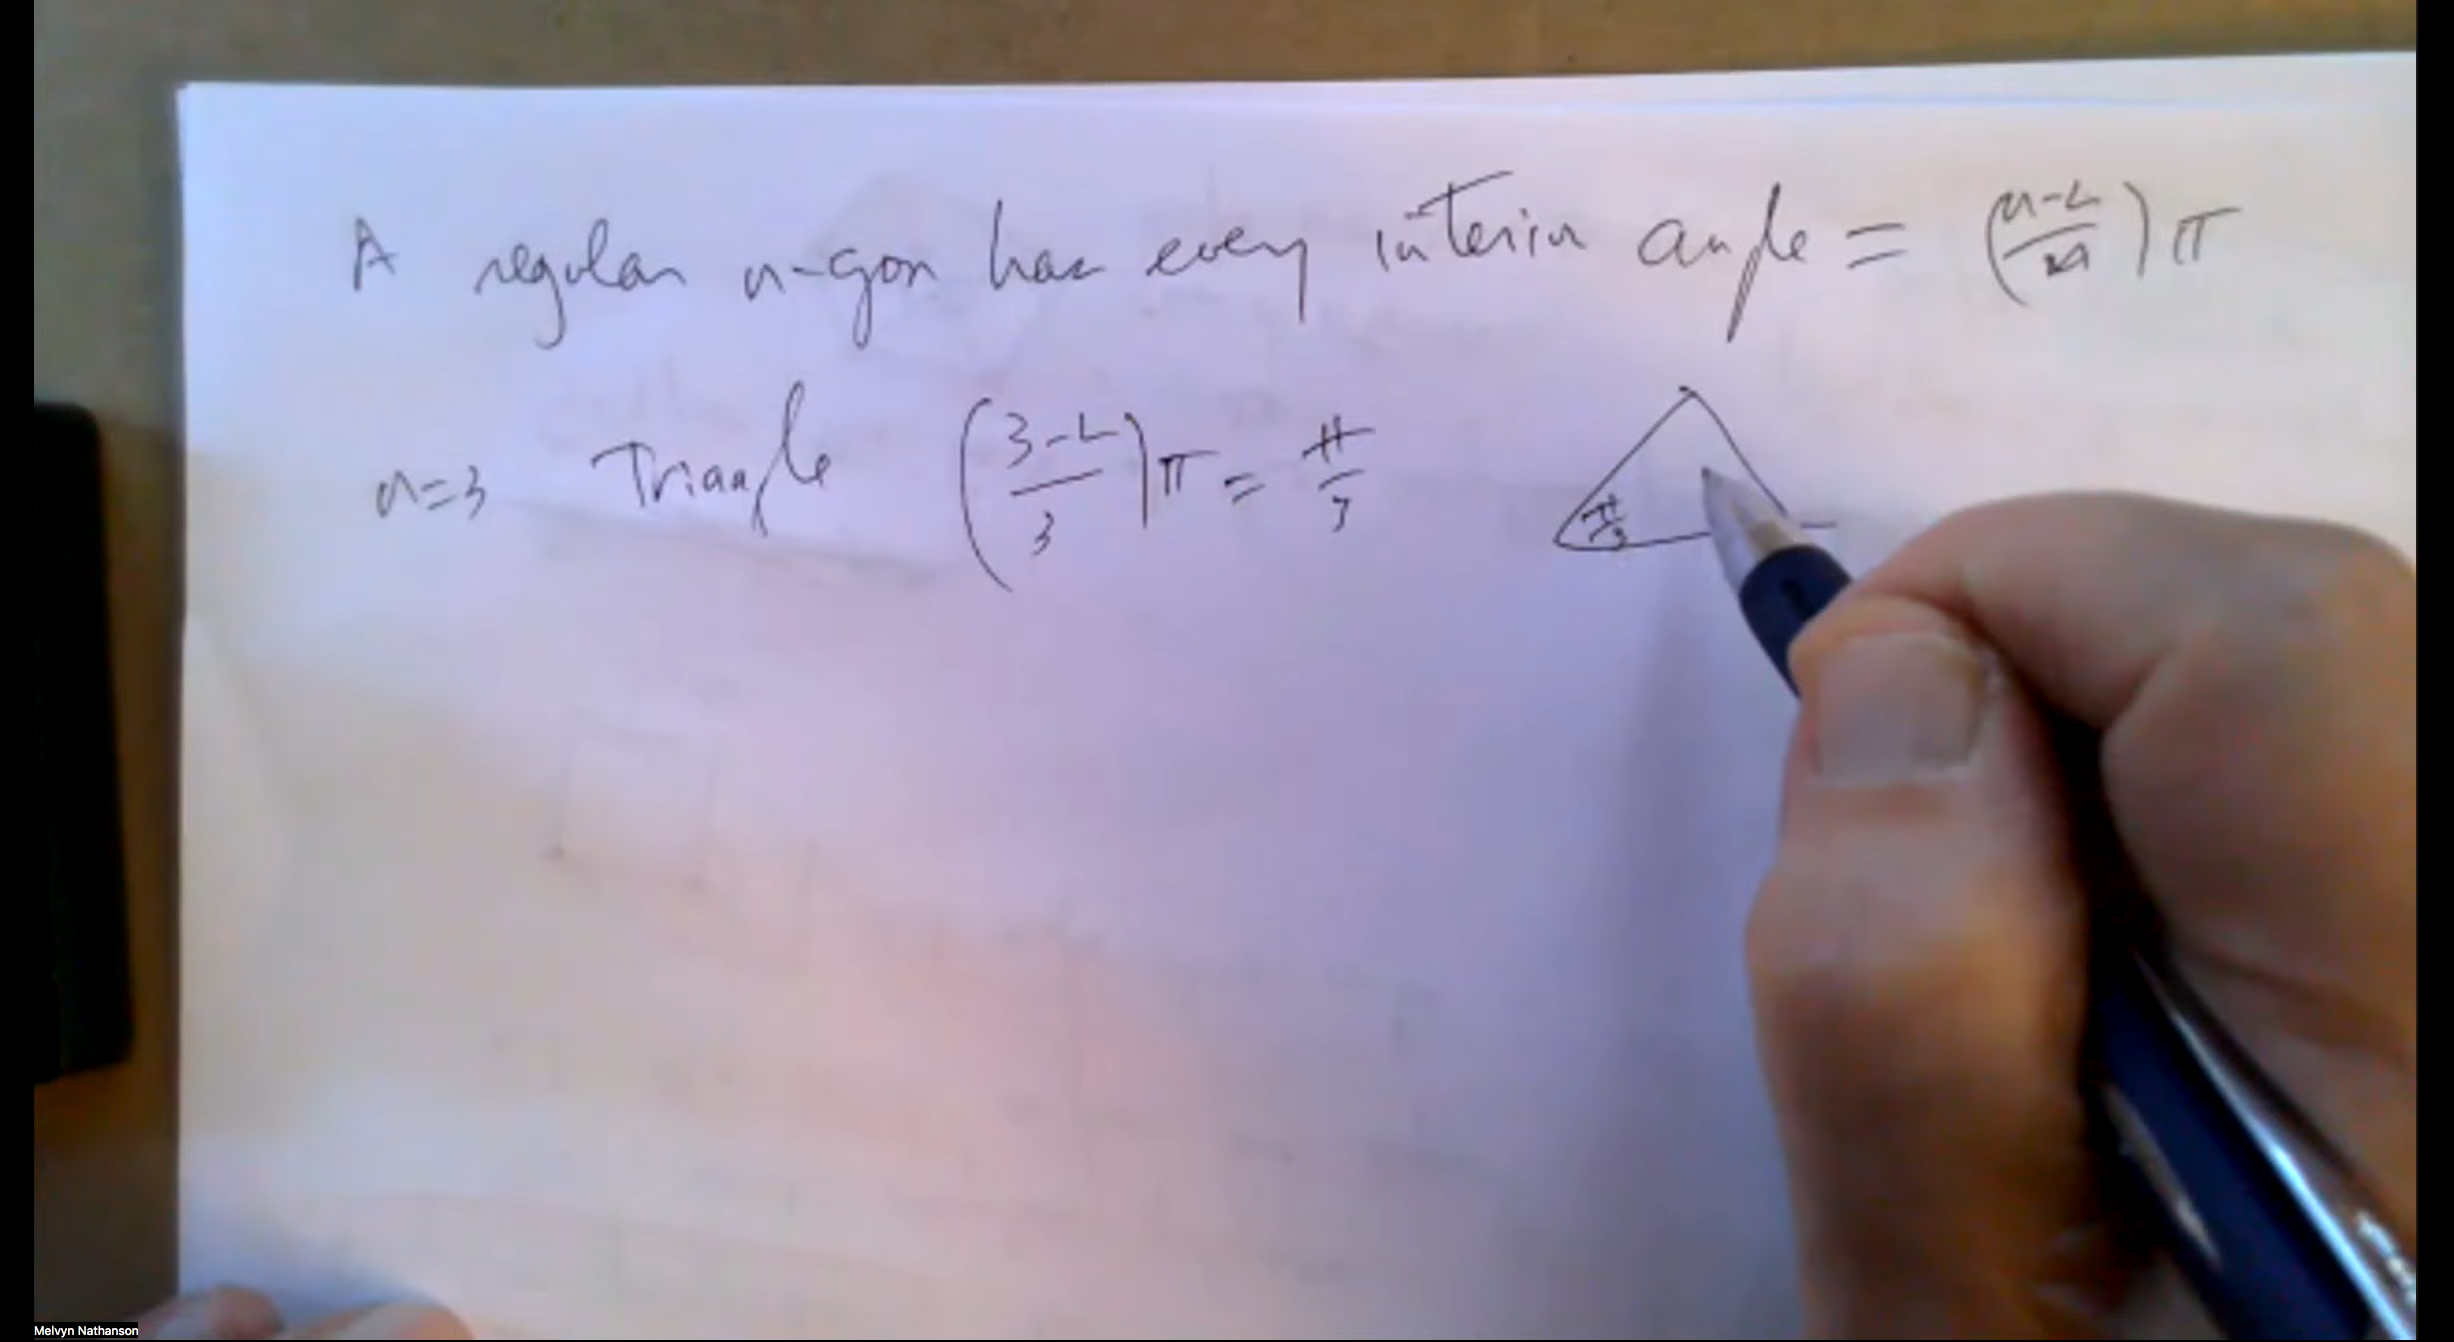 A regular n-gon has every interior angle = ((n-2)/n) π
n=3 Triangle ((3-2)/3) π = π/3
π/3
Melvyn Nathanson